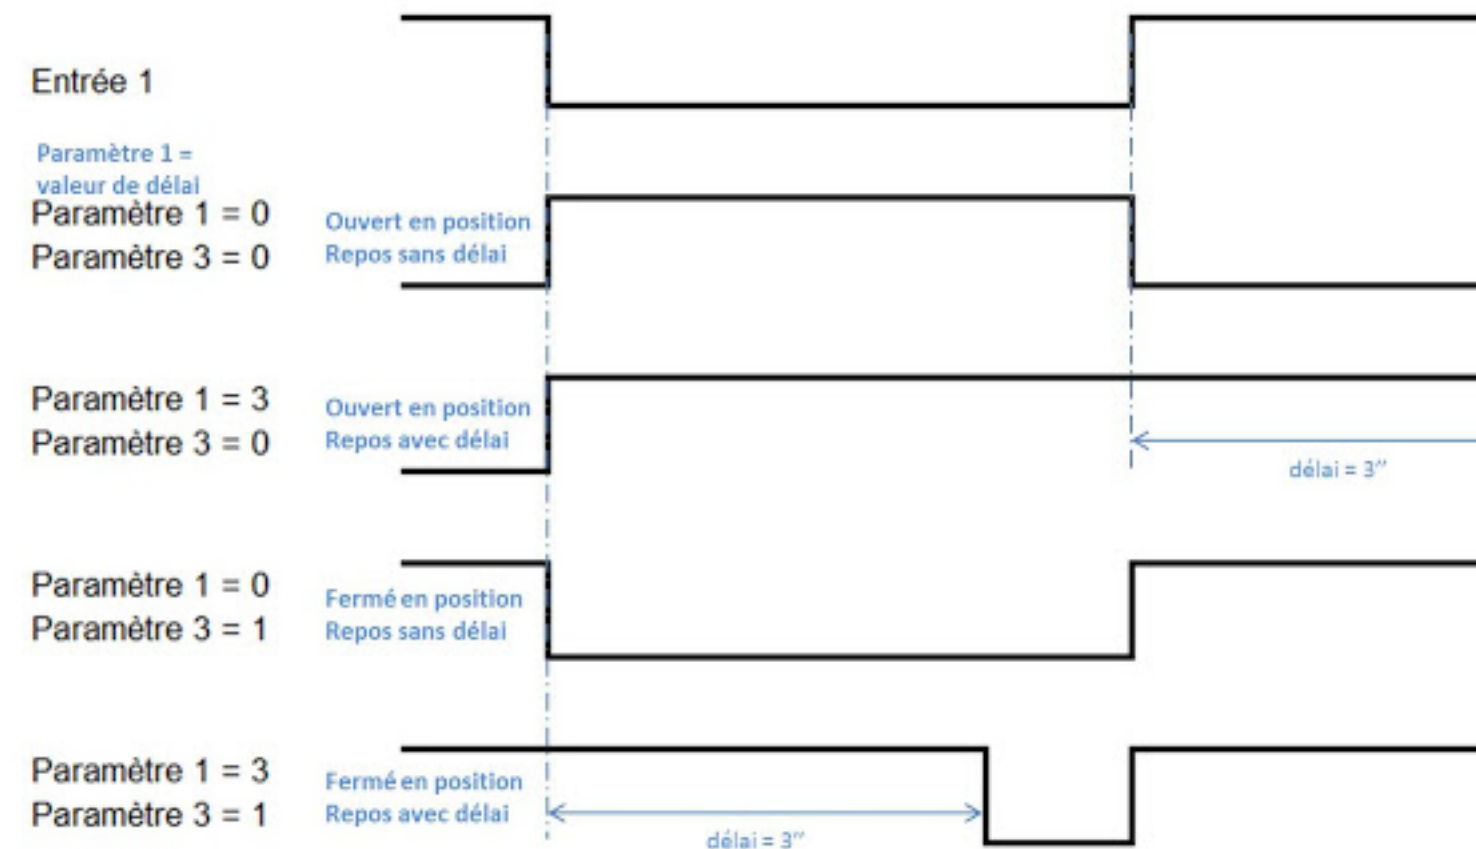 Entrée 1
Paramètre 1 =
valeur de délai
Paramètre 1 = 0
Paramètre 3 = 0
Ouvert en position
Repos sans délai
Paramètre 1 = 3
Paramètre 3 = 0
Ouvert en position
Repos avec délai
délai = 3’’
Paramètre 1 = 0
Paramètre 3 = 1
Fermé en position
Repos sans délai
Paramètre 1 = 3
Paramètre 3 = 1
Fermé en position
Repos avec délai
délai = 3’’